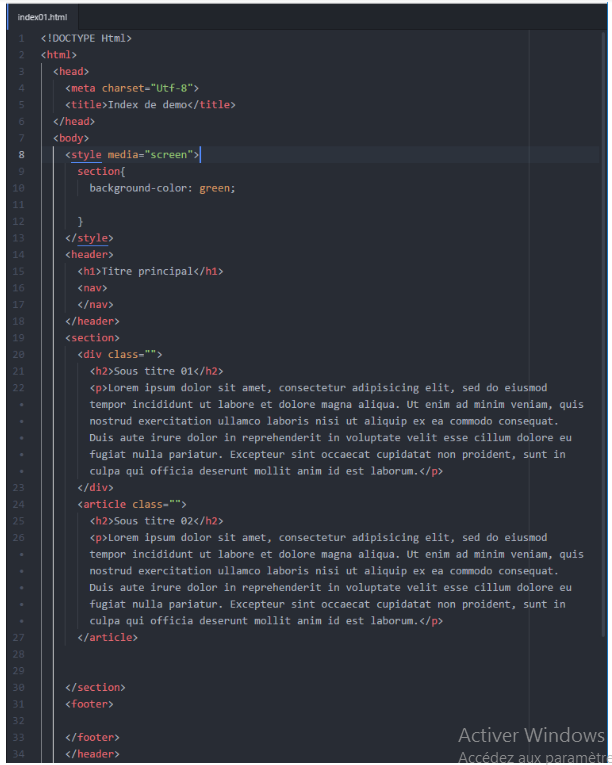 index01.html
1 <!DOCTYPE Html>
2 <html>
3 <head>
4 <meta charset="Utf-8">
5 <title>Index de demo</title>
6 </head>
7 <body>
8 <style media="screen">
9 section{
10 background-color: green;
11
12 }
13 </style>
14 <header>
15 <h1>Titre principal</h1>
16 <nav>
17 </nav>
18 </header>
19 <section>
20 <div class="">
21 <h2>Sous titre 01</h2>
22 <p>Lorem ipsum dolor sit amet, consectetur adipisicing elit, sed do eiusmod
• tempor incididunt ut labore et dolore magna aliqua. Ut enim ad minim veniam, quis
• nostrud exercitation ullamco laboris nisi ut aliquip ex ea commodo consequat.
• Duis aute irure dolor in reprehenderit in voluptate velit esse cillum dolore eu
• fugiat nulla pariatur. Excepteur sint occaecat cupidatat non proident, sunt in
• culpa qui officia deserunt mollit anim id est laborum.</p>
23 </div>
24 <article class="">
25 <h2>Sous titre 02</h2>
26 <p>Lorem ipsum dolor sit amet, consectetur adipisicing elit, sed do eiusmod
• tempor incididunt ut labore et dolore magna aliqua. Ut enim ad minim veniam, quis
• nostrud exercitation ullamco laboris nisi ut aliquip ex ea commodo consequat.
• Duis aute irure dolor in reprehenderit in voluptate velit esse cillum dolore eu
• fugiat nulla pariatur. Excepteur sint occaecat cupidatat non proident, sunt in
• culpa qui officia deserunt mollit anim id est laborum.</p>
27 </article>
28
29
30 </section>
31 <footer>
32
33 </footer>
34 </header>
Activer Windows
Accédez aux paramètre